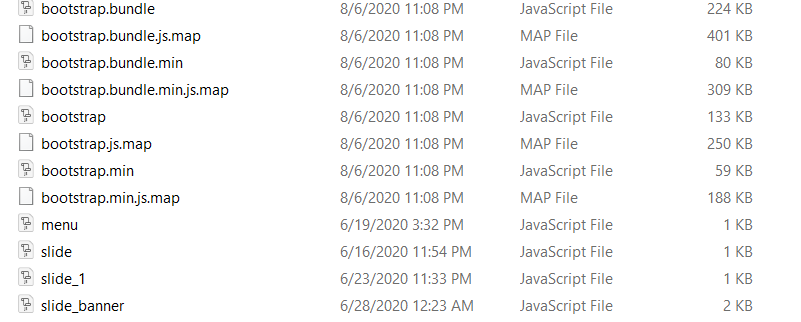 bootstrap.bundle 8/6/2020 11:08 PM JavaScript File 224 KB
bootstrap.bundle.js.map 8/6/2020 11:08 PM MAP File 401 KB
bootstrap.bundle.min 8/6/2020 11:08 PM JavaScript File 80 KB
bootstrap.bundle.min.js.map 8/6/2020 11:08 PM MAP File 309 KB
bootstrap 8/6/2020 11:08 PM JavaScript File 133 KB
bootstrap.js.map 8/6/2020 11:08 PM MAP File 250 KB
bootstrap.min 8/6/2020 11:08 PM JavaScript File 59 KB
bootstrap.min.js.map 8/6/2020 11:08 PM MAP File 188 KB
menu 6/19/2020 3:32 PM JavaScript File 1 KB
slide 6/16/2020 11:54 PM JavaScript File 1 KB
slide_1 6/23/2020 11:33 PM JavaScript File 1 KB
slide_banner 6/28/2020 12:23 AM JavaScript File 2 KB